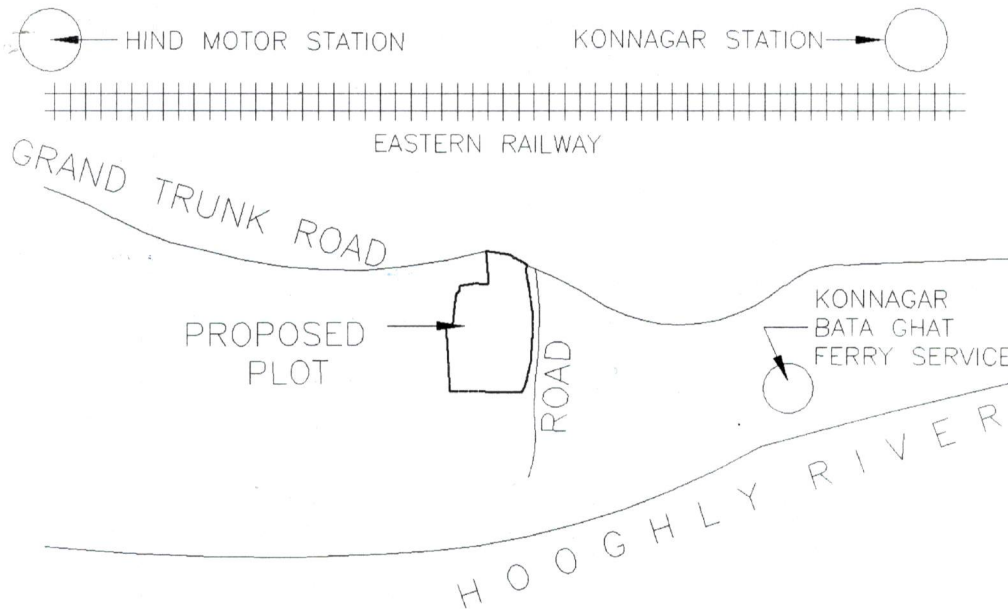 HIND MOTOR STATION
KONNAGAR STATION
EASTERN RAILWAY
GRAND TRUNK ROAD
KONNAGAR
BATA GHAT
FERRY SERVICE
PROPOSED
PLOT
ROAD
HOOGHLY RIVER